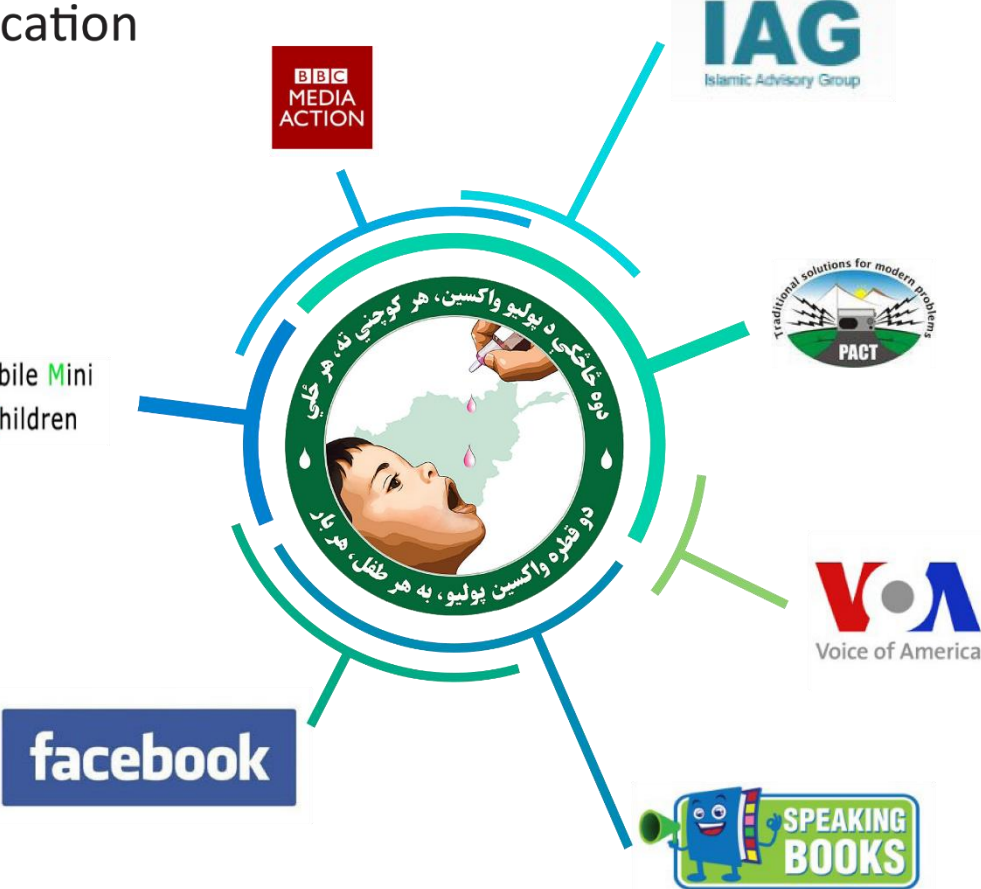 cation
IAG
Islamic Advisory Group
BBC
MEDIA
ACTION
Traditional solutions for modern problems
PACT
دوه څاڅکي د پوليو واکسين، هر کوچني ته، هر ځلي
دو قطره واکسين پوليو، به هر طفل، هر بار
bile Mini
hildren
VOA
Voice of America
facebook
SPEAKING
BOOKS